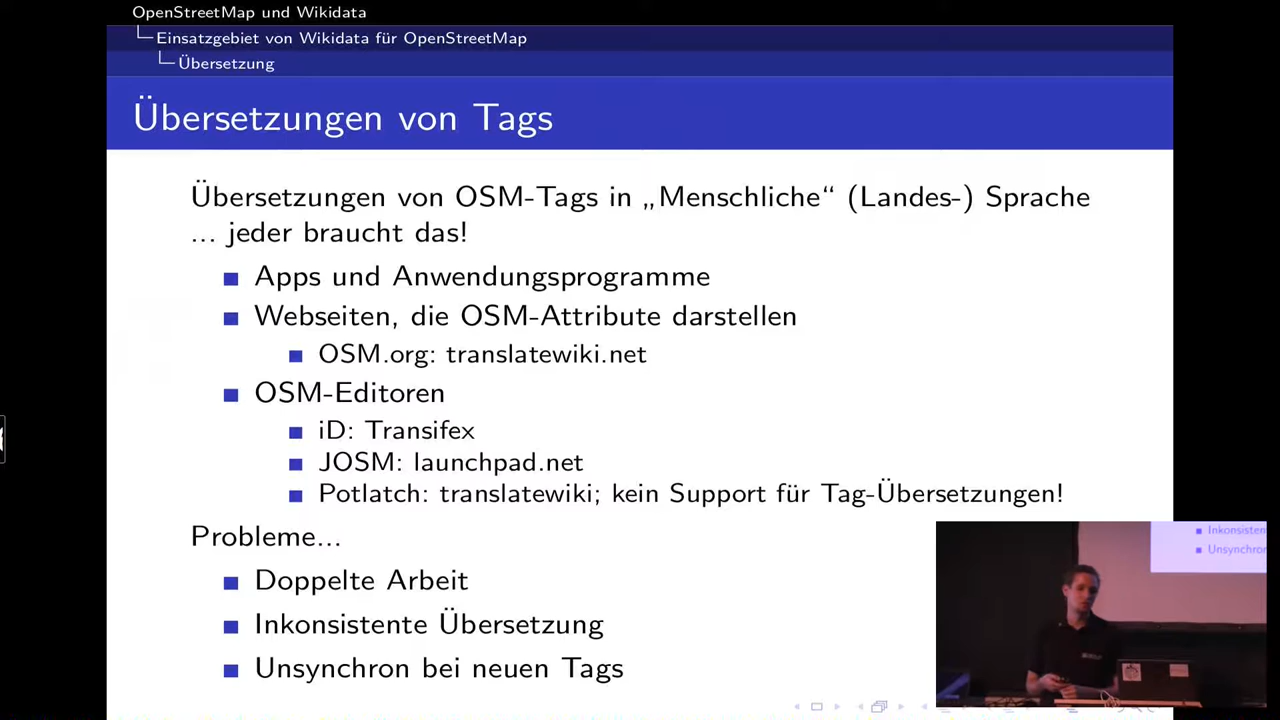 OpenStreetMap und Wikidata
Einsatzgebiet von Wikidata für OpenStreetMap
Übersetzung
Übersetzungen von Tags
Übersetzungen von OSM-Tags in „Menschliche“ (Landes-) Sprache
... jeder braucht das!
Apps und Anwendungsprogramme
Webseiten, die OSM-Attribute darstellen
OSM.org: translatewiki.net
OSM-Editoren
iD: Transifex
JOSM: launchpad.net
Potlatch: translatewiki; kein Support für Tag-Übersetzungen!
Probleme...
Doppelte Arbeit
Inkonsistente Übersetzung
Unsynchron bei neuen Tags
Inkonsisten
Unsynchron